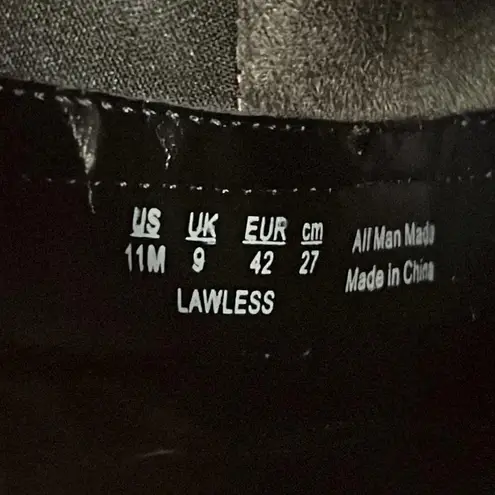 US UK EUR cm
11M 9 42 27
LAWLESS
All Man Made
Made in China